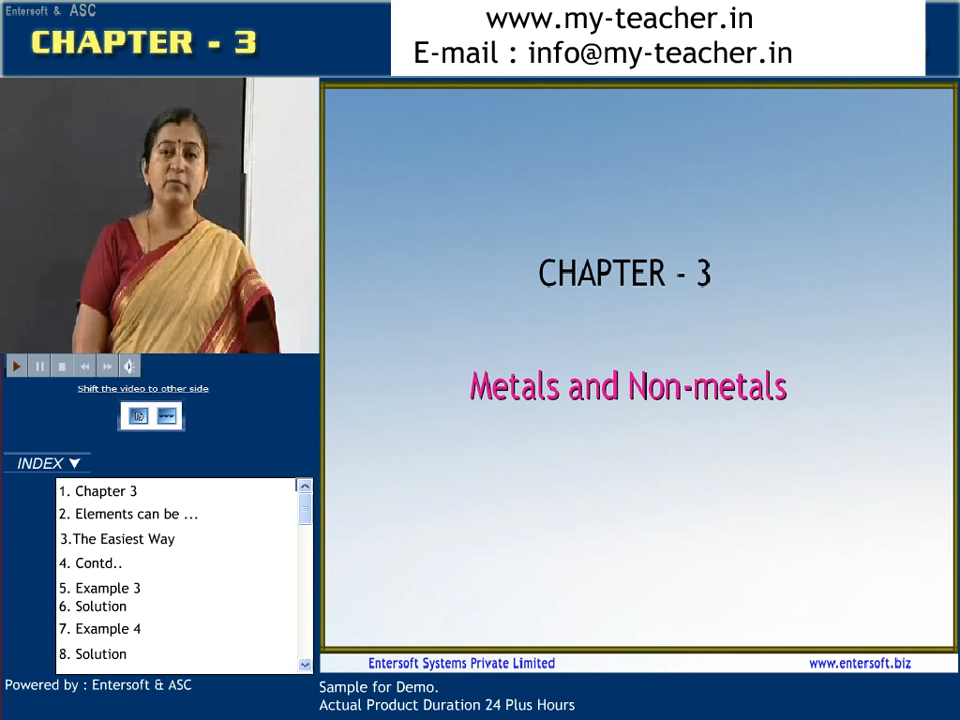 Entersoft & ASC
CHAPTER - 3
www.my-teacher.in
E-mail : info@my-teacher.in
CHAPTER - 3
Metals and Non-metals
Shift the video to other side
www
INDEX
1. Chapter 3
2. Elements can be ...
3.The Easiest Way
4. Contd..
5. Example 3
6. Solution
7. Example 4
8. Solution
Entersoft Systems Private Limited
www.entersoft.biz
Powered by : Entersoft & ASC
Sample for Demo.
Actual Product Duration 24 Plus Hours